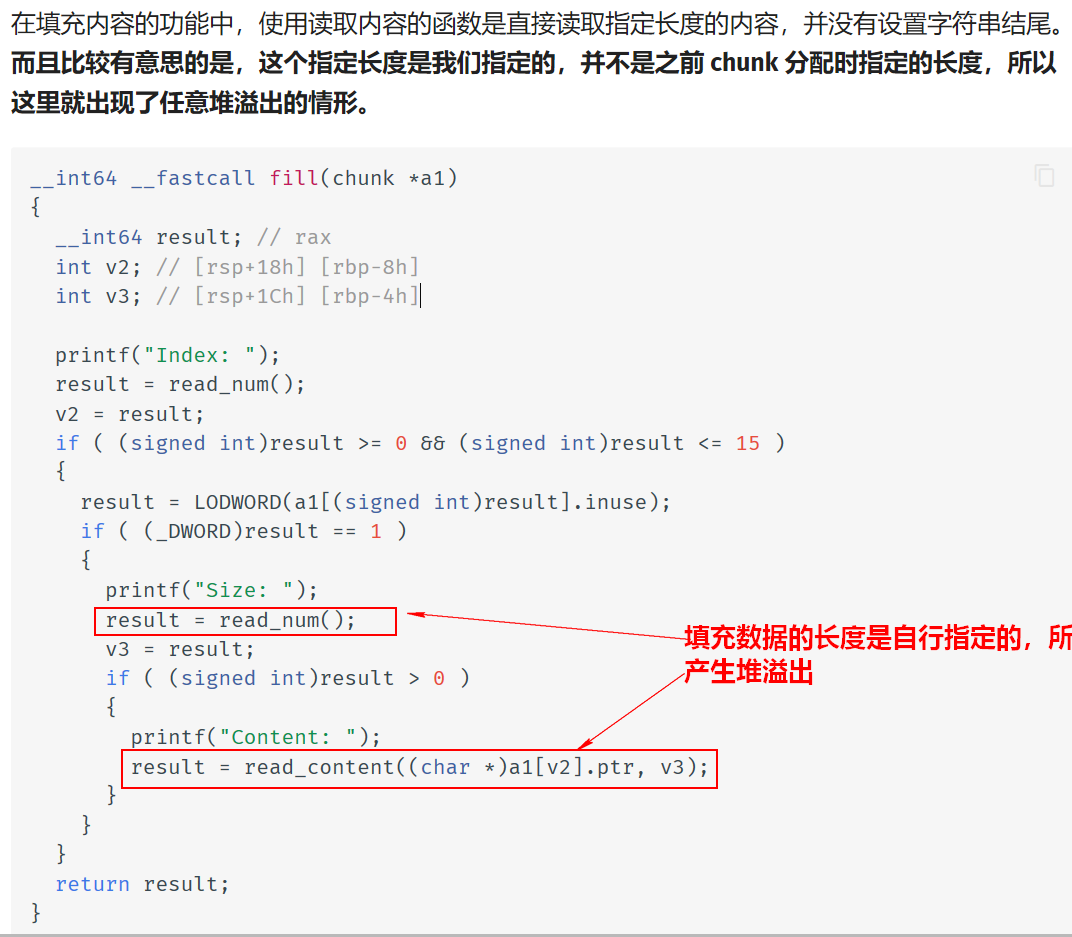 在填充内容的功能中，使用读取内容的函数是直接读取指定长度的内容，并没有设置字符串结尾。
而且比较有意思的是，这个指定长度是我们指定的，并不是之前 chunk 分配时指定的长度，所以
这里就出现了任意堆溢出的情形。
__int64 __fastcall fill(chunk *a1)
{
  __int64 result; // rax
  int v2; // [rsp+18h] [rbp-8h]
  int v3; // [rsp+1Ch] [rbp-4h]
  printf("Index: ");
  result = read_num();
  v2 = result;
  if ( (signed int)result >= 0 && (signed int)result <= 15 )
  {
    result = LODWORD(a1[(signed int)result].inuse);
    if ( (_DWORD)result == 1 )
    {
      printf("Size: ");
      result = read_num();
      v3 = result;
      if ( (signed int)result > 0 )
      {
        printf("Content: ");
        result = read_content((char *)a1[v2].ptr, v3);
      }
    }
  }
  return result;
}
填充数据的长度是自行指定的，所
产生堆溢出